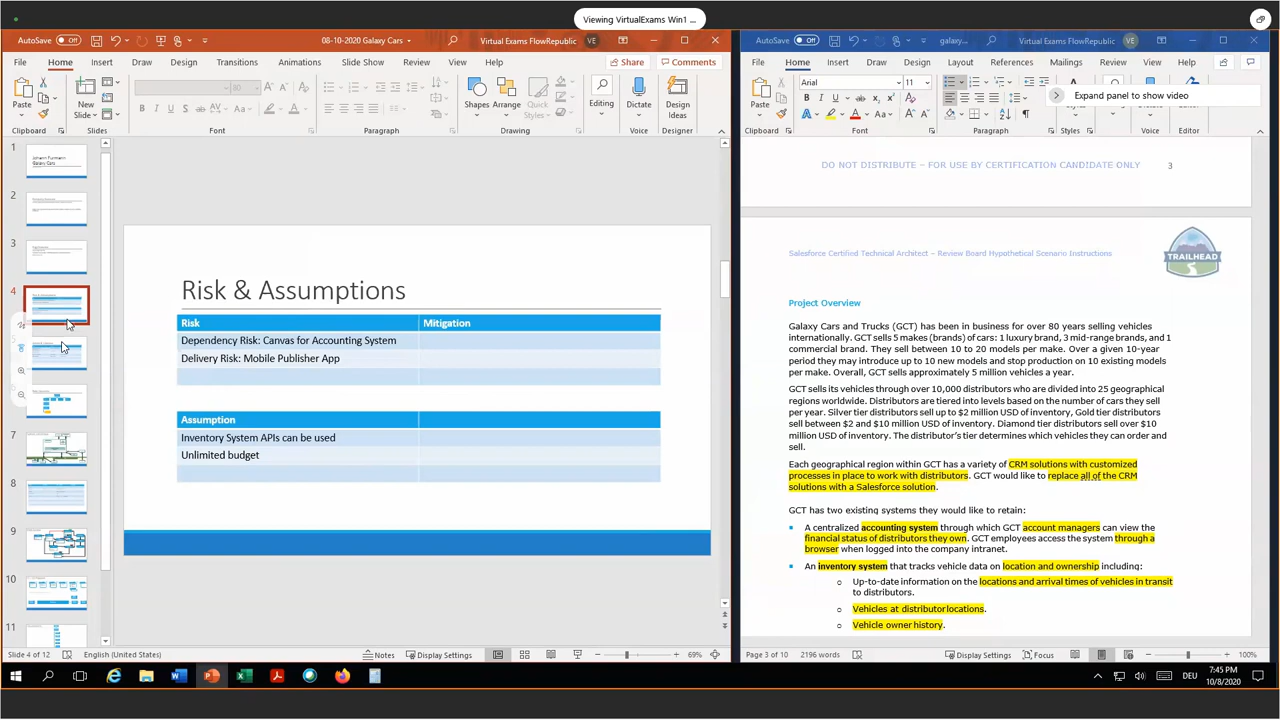 Viewing VirtualExams Win1 ...
AutoSave Off
08-10-2020 Galaxy Cars
Virtual Exams FlowRepublic VE
File Home Insert Draw Design Transitions Animations Slide Show Review View Help Share Comments
Paste
New
Slide
Shapes Arrange Quick
Styles
Editing
Dictate
Design
Ideas
Clipboard Slides Font Paragraph Drawing Voice Designer
1
Johann Furmann
Galaxy Cars
2
3
4
7
8
9
10
11
Risk & Assumptions
Risk Mitigation
Dependency Risk: Canvas for Accounting System
Delivery Risk: Mobile Publisher App
Assumption
Inventory System APIs can be used
Unlimited budget
Slide 4 of 12 English (United States) Notes Display Settings 69%
AutoSave Off galaxy... Virtual Exams FlowRepublic VE
File Home Insert Draw Design Layout References Mailings Review View Help
Paste
Arial 11
Expand panel to show video
Clipboard Font Paragraph Styles Voice Editor
DO NOT DISTRIBUTE – FOR USE BY CERTIFICATION CANDIDATE ONLY 3
Salesforce Certified Technical Architect – Review Board Hypothetical Scenario Instructions
TRAILHEAD
Project Overview
Galaxy Cars and Trucks (GCT) has been in business for over 80 years selling vehicles
internationally. GCT sells 5 makes (brands) of cars: 1 luxury brand, 3 mid-range brands, and 1
commercial brand. They sell between 10 to 20 models per make. Over a given 10-year
period they may introduce up to 10 new models and stop production on 10 existing models
per make. Overall, GCT sells approximately 5 million vehicles a year.
GCT sells its vehicles through over 10,000 distributors who are divided into 25 geographical
regions worldwide. Distributors are tiered into levels based on the number of cars they sell
per year. Silver tier distributors sell up to $2 million USD of inventory, Gold tier distributors
sell between $2 and $10 million USD of inventory. Diamond tier distributors sell over $10
million USD of inventory. The distributor's tier determines which vehicles they can order and
sell.
Each geographical region within GCT has a variety of CRM solutions with customized
processes in place to work with distributors. GCT would like to replace all of the CRM
solutions with a Salesforce solution.
GCT has two existing systems they would like to retain:
▪ A centralized accounting system through which GCT account managers can view the
financial status of distributors they own. GCT employees access the system through a
browser when logged into the company intranet.
▪ An inventory system that tracks vehicle data on location and ownership including:
o Up-to-date information on the locations and arrival times of vehicles in transit
to distributors.
o Vehicles at distributor locations.
o Vehicle owner history.
Page 3 of 10 2196 words Display Settings Focus 100%
DEU
7:45 PM
10/8/2020